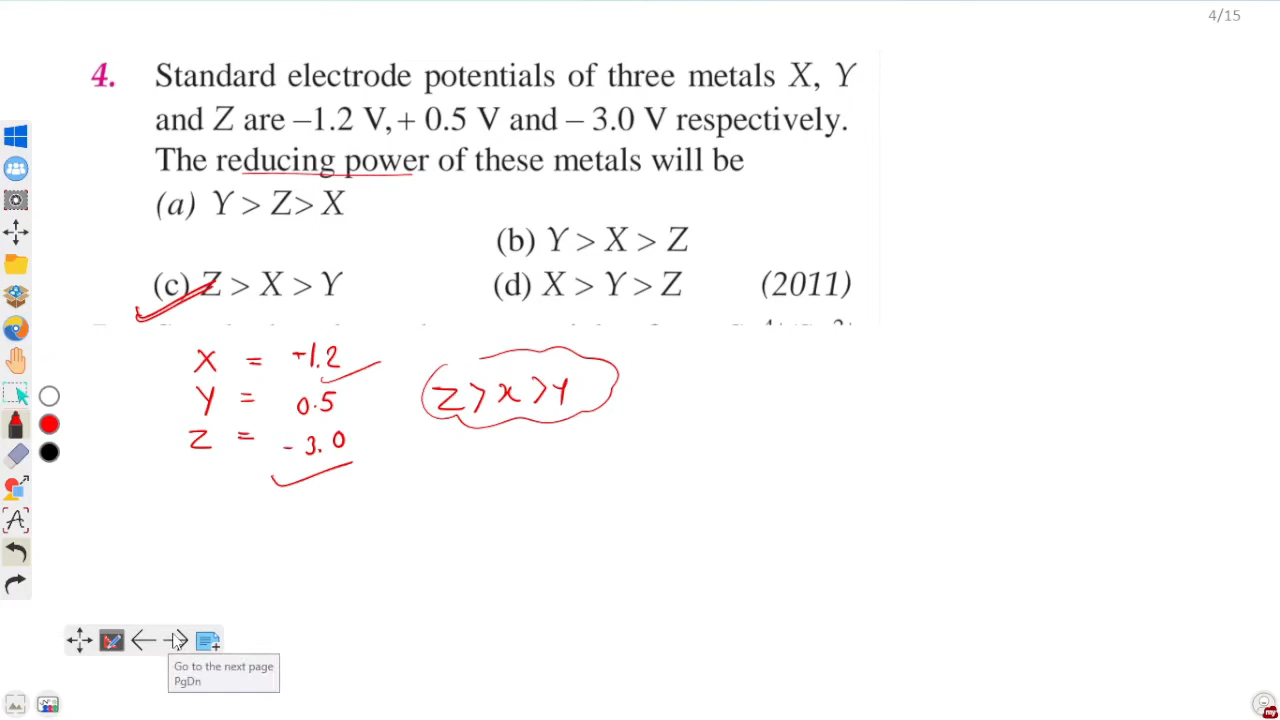 4/15
4. Standard electrode potentials of three metals X, Y
and Z are –1.2 V, + 0.5 V and – 3.0 V respectively.
The reducing power of these metals will be
(a) Y > Z> X
(b) Y > X > Z
(c) Z > X > Y (d) X > Y > Z (2011)
X = -1.2
Y = 0.5
Z = - 3.0
Z > X > Y
Go to the next page
PgDn